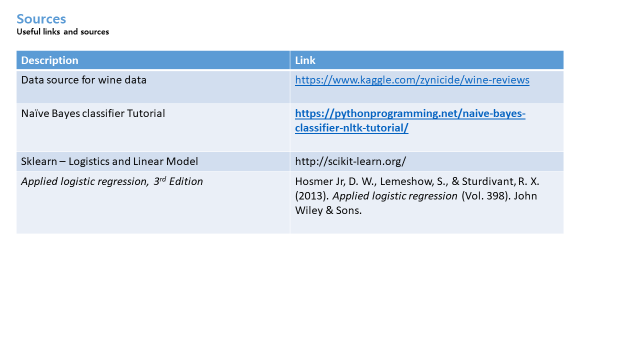 Sources
Useful links and sources
Description Link
Data source for wine data https://www.kaggle.com/zynicide/wine-reviews
Naïve Bayes classifier Tutorial https://pythonprogramming.net/naive-bayes-
classifier-nltk-tutorial/
Sklearn – Logistics and Linear Model http://scikit-learn.org/
Applied logistic regression, 3rd Edition Hosmer Jr, D. W., Lemeshow, S., & Sturdivant, R. X.
(2013). Applied logistic regression (Vol. 398). John
Wiley & Sons.